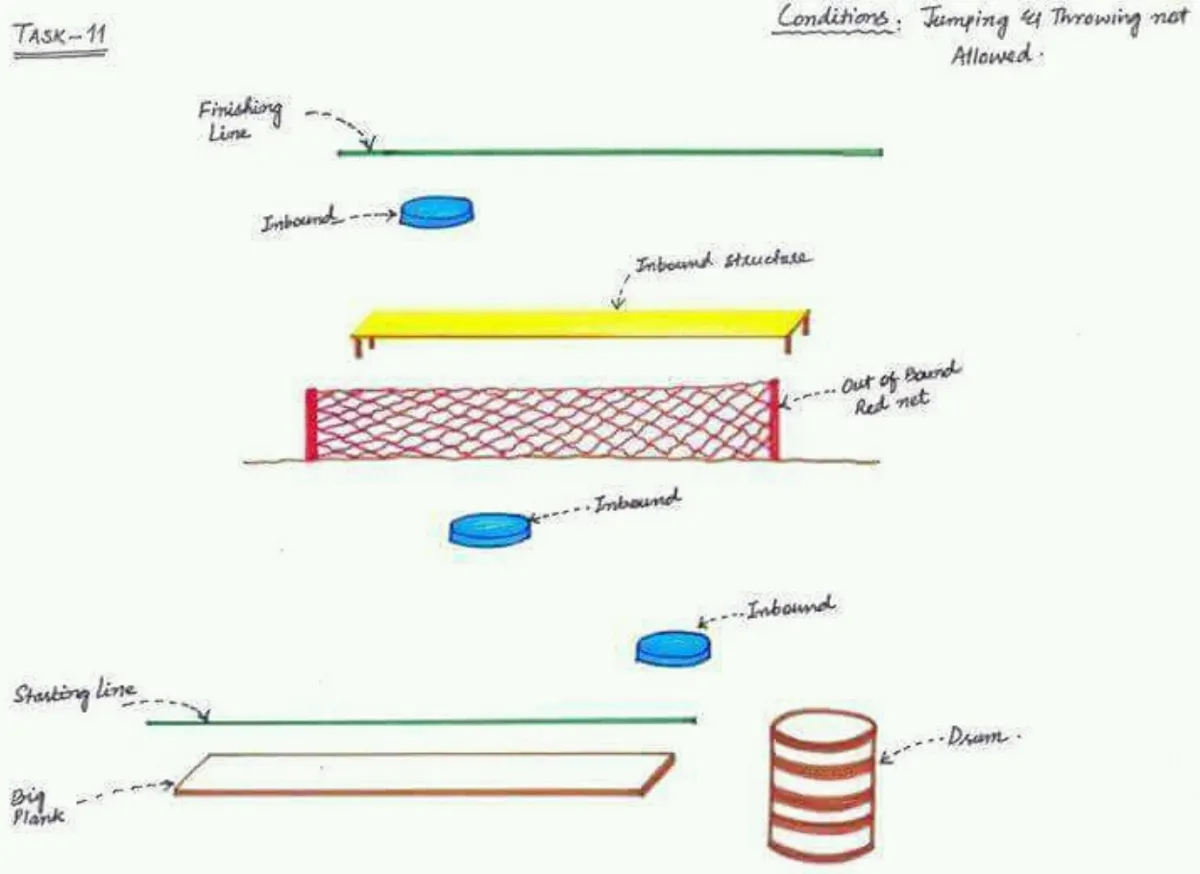 TASK-11
Conditions: Jumping & Throwing not
Allowed.
Finishing
Line
Inbound
Inbound structure
Out of Bound
Red net
Inbound
Inbound
Starting line
Big
Plank
Drum.